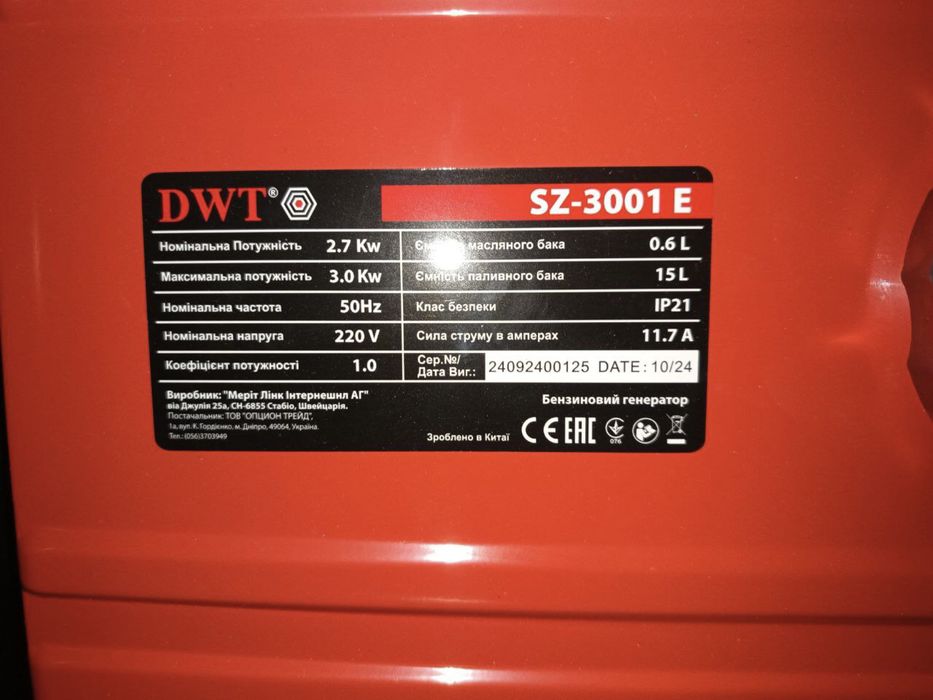 DWT®
SZ-3001 E
Номінальна Потужність 2.7 Kw
Максимальна потужність 3.0 Kw
Номінальна частота 50Hz
Номінальна напруга 220 V
Коефіцієнт потужності 1.0
масляного бака 0.6 L
Ємність паливного бака 15 L
Клас безпеки IP21
Сила струму в амперах 11.7 A
Сер.№/
Дата Виг.: 24092400125 DATE: 10/24
Виробник: "Меріт Лінк Інтернешнл АГ"
віа Джулія 25а, СН-6855 Стабіо, Швейцарія.
Постачальник: ТОВ "ОПЦИОН ТРЕЙД",
1а, вул. К. Гордієнко, м. Дніпро, 49064, Україна.
Тел.: (056)3703949
Бензиновий генератор
Зроблено в Китаї CE EAC 076